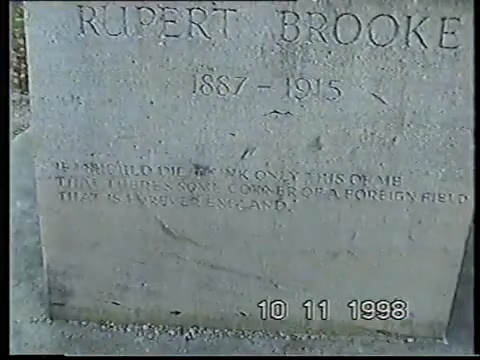 RUPERT BROOKE
1887 - 1915
IF I SHOULD DIE THINK ONLY THIS OF ME
THAT THERE'S SOME CORNER OF A FOREIGN FIELD
THAT IS FOREVER ENGLAND.
10 11 1998